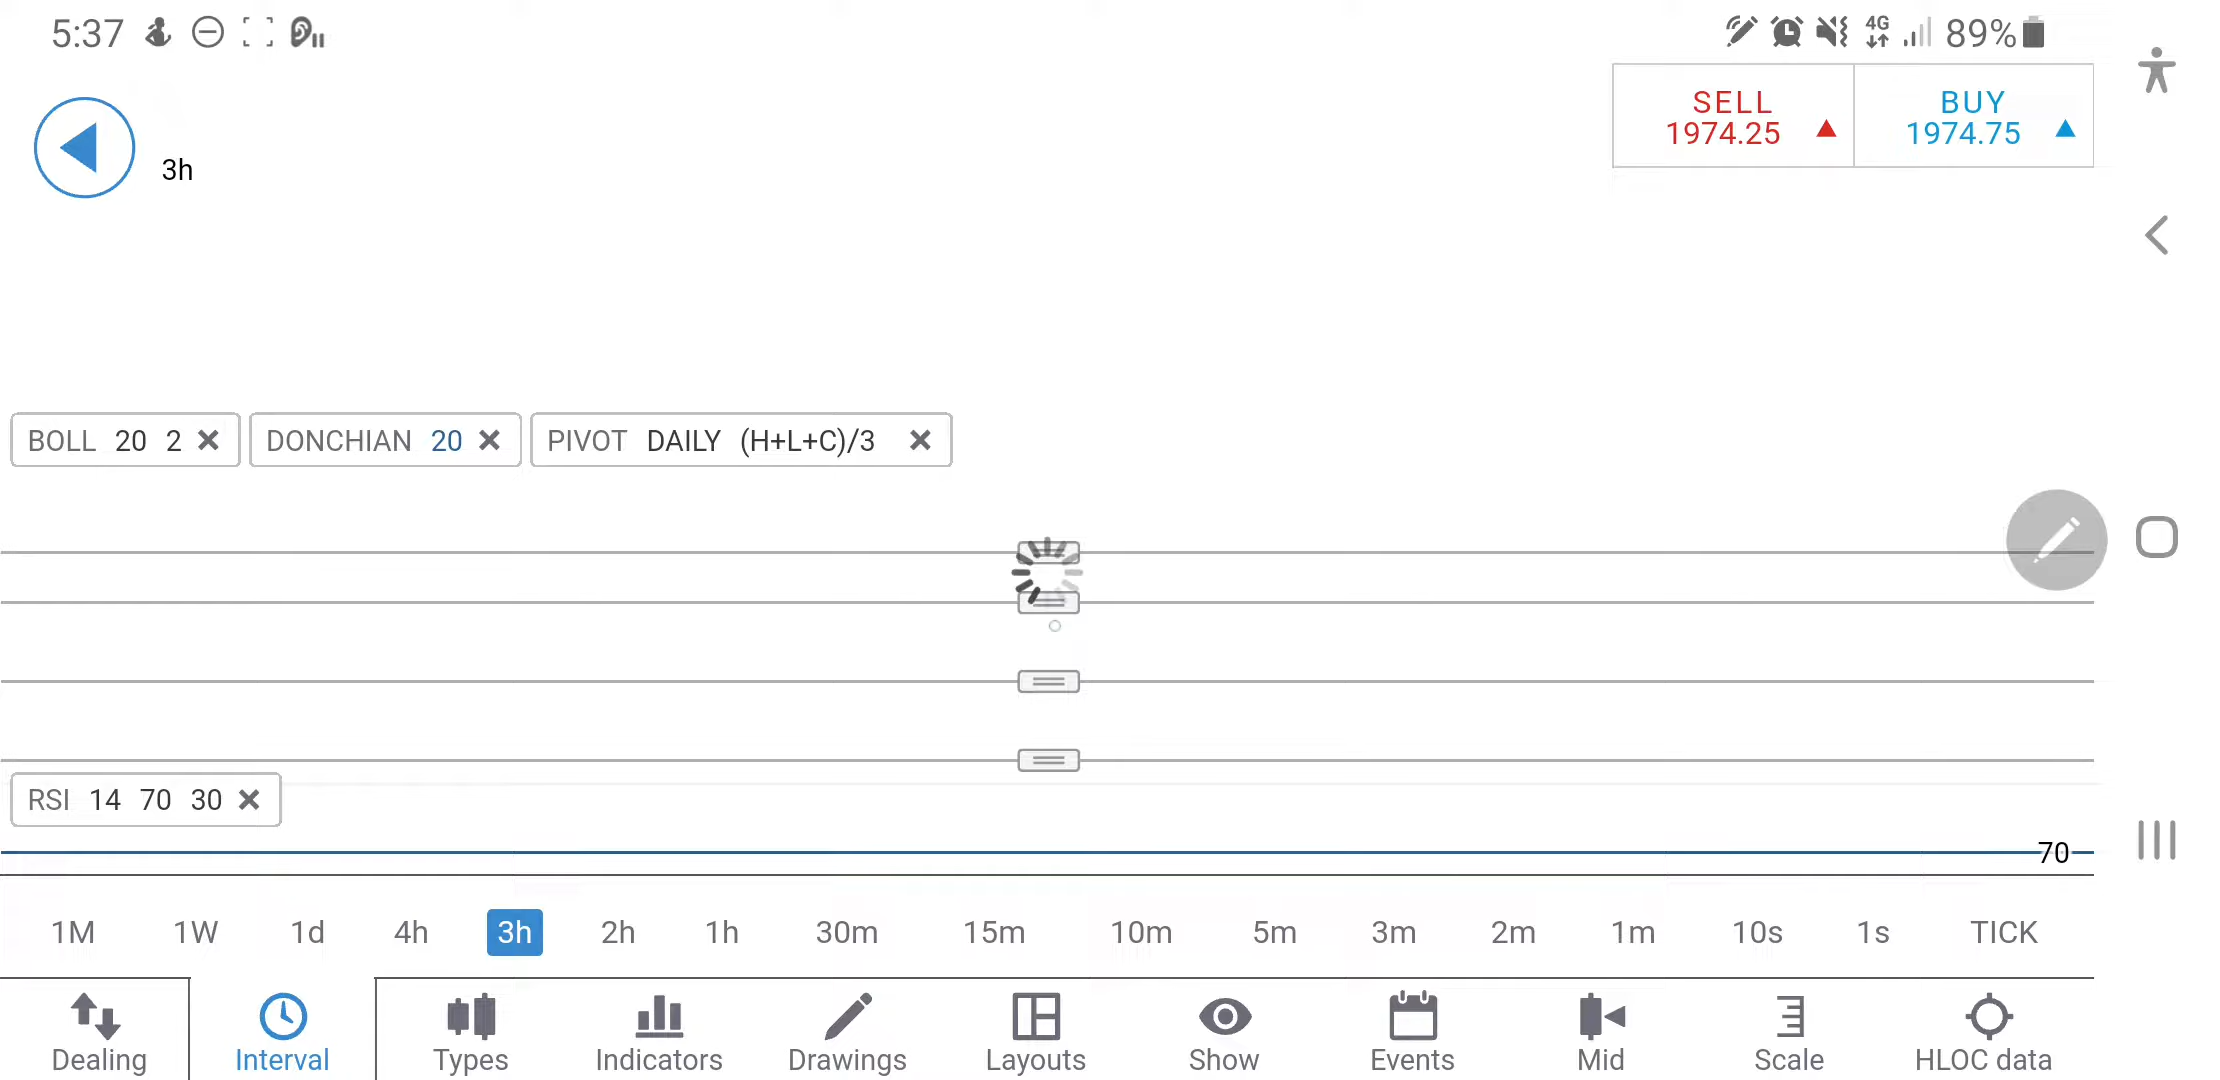 5:37 4G 89%
SELL BUY
1974.25 1974.75
3h
BOLL 20 2 DONCHIAN 20 PIVOT DAILY (H+L+C)/3
RSI 14 70 30
70
1M 1W 1d 4h 3h 2h 1h 30m 15m 10m 5m 3m 2m 1m 10s 1s TICK
Dealing Interval Types Indicators Drawings Layouts Show Events Mid Scale HLOC data